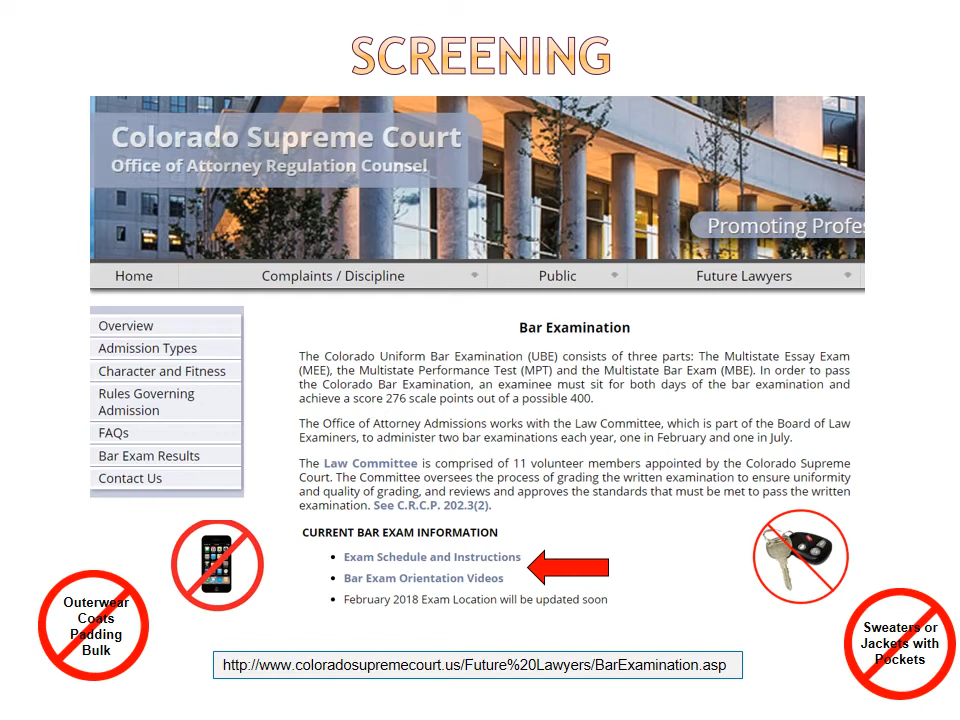 SCREENING
Colorado Supreme Court
Office of Attorney Regulation Counsel
Promoting Profes
Home
Complaints / Discipline
Public
Future Lawyers
Overview
Admission Types
Character and Fitness
Rules Governing
Admission
FAQs
Bar Exam Results
Contact Us
Bar Examination
The Colorado Uniform Bar Examination (UBE) consists of three parts: The Multistate Essay Exam
(MEE), the Multistate Performance Test (MPT) and the Multistate Bar Exam (MBE). In order to pass
the Colorado Bar Examination, an examinee must sit for both days of the bar examination and
achieve a score 276 scale points out of a possible 400.
The Office of Attorney Admissions works with the Law Committee, which is part of the Board of Law
Examiners, to administer two bar examinations each year, one in February and one in July.
The Law Committee is comprised of 11 volunteer members appointed by the Colorado Supreme
Court. The Committee oversees the process of grading the written examination to ensure uniformity
and quality of grading, and reviews and approves the standards that must be met to pass the written
examination. See C.R.C.P. 202.3(2).
CURRENT BAR EXAM INFORMATION
• Exam Schedule and Instructions
• Bar Exam Orientation Videos
• February 2018 Exam Location will be updated soon
Outerwear
Coats
Padding
Bulk
Sweaters or
Jackets with
Pockets
http://www.coloradosupremecourt.us/Future%20Lawyers/BarExamination.asp